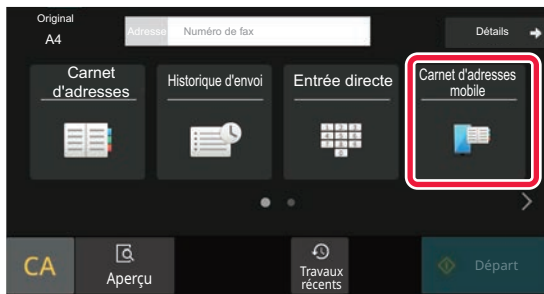 Original
A4
Adresse
Numéro de fax
Détails
Carnet
d'adresses
Historique d'envoi
Entrée directe
Carnet d'adresses
mobile
CA
Aperçu
Travaux
récents
Départ